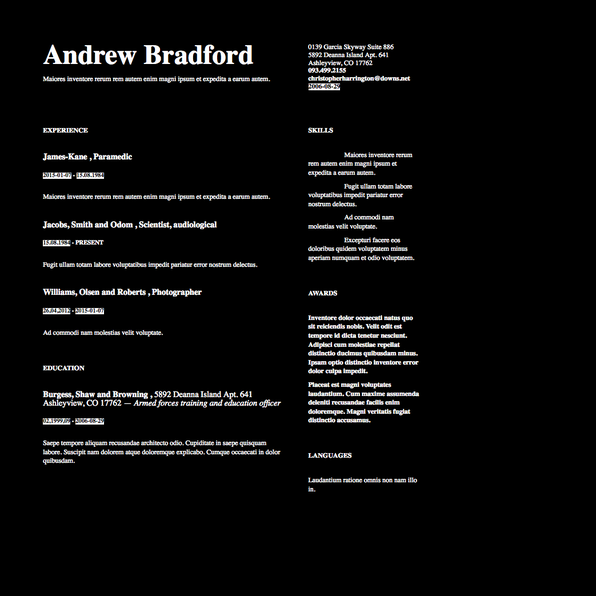 Andrew Bradford
Maiores inventore rerum rem autem enim magni ipsum et expedita a earum autem.
0139 Garcia Skyway Suite 886
5892 Deanna Island Apt. 641
Ashleyview, CO 17762
093.499.2155
christopherharrington@downs.net
2006-08-29
EXPERIENCE
James-Kane , Paramedic
2015-01-07 - 15.08.1984
Maiores inventore rerum rem autem enim magni ipsum et expedita a earum autem.
Jacobs, Smith and Odom , Scientist, audiological
15.08.1984 - PRESENT
Fugit ullam totam labore voluptatibus impedit pariatur error nostrum delectus.
Williams, Olsen and Roberts , Photographer
26.04.2012 - 2015-01-07
Ad commodi nam molestias velit voluptate.
EDUCATION
Burgess, Shaw and Browning , 5892 Deanna Island Apt. 641
Ashleyview, CO 17762 — Armed forces training and education officer
02.1999.09 - 2006-08-29
Saepe tempore aliquam recusandae architecto odio. Cupiditate in saepe quisquam
labore. Suscipit nam dolorem atque doloremque explicabo. Cumque occaecati in dolor
quibusdam.
SKILLS
Maiores inventore rerum
rem autem enim magni ipsum et
expedita a earum autem.
Fugit ullam totam labore
voluptatibus impedit pariatur error
nostrum delectus.
Ad commodi nam
molestias velit voluptate.
Excepturi facere eos
doloribus quidem voluptatem minus
aperiam numquam et odio voluptatem.
AWARDS
Inventore dolor occaecati natus quo
sit reiciendis nobis. Velit odit est
tempore id dicta tenetur nesciunt.
Adipisci cum molestiae repellat
distinctio ducimus quibusdam minus.
Ipsam optio distinctio inventore error
dolor culpa impedit.
Placeat est magni voluptates
laudantium. Cum maxime assumenda
deleniti recusandae facilis enim
doloremque. Magni veritatis fugiat
distinctio accusamus.
LANGUAGES
Laudantium ratione omnis non nam illo
in.